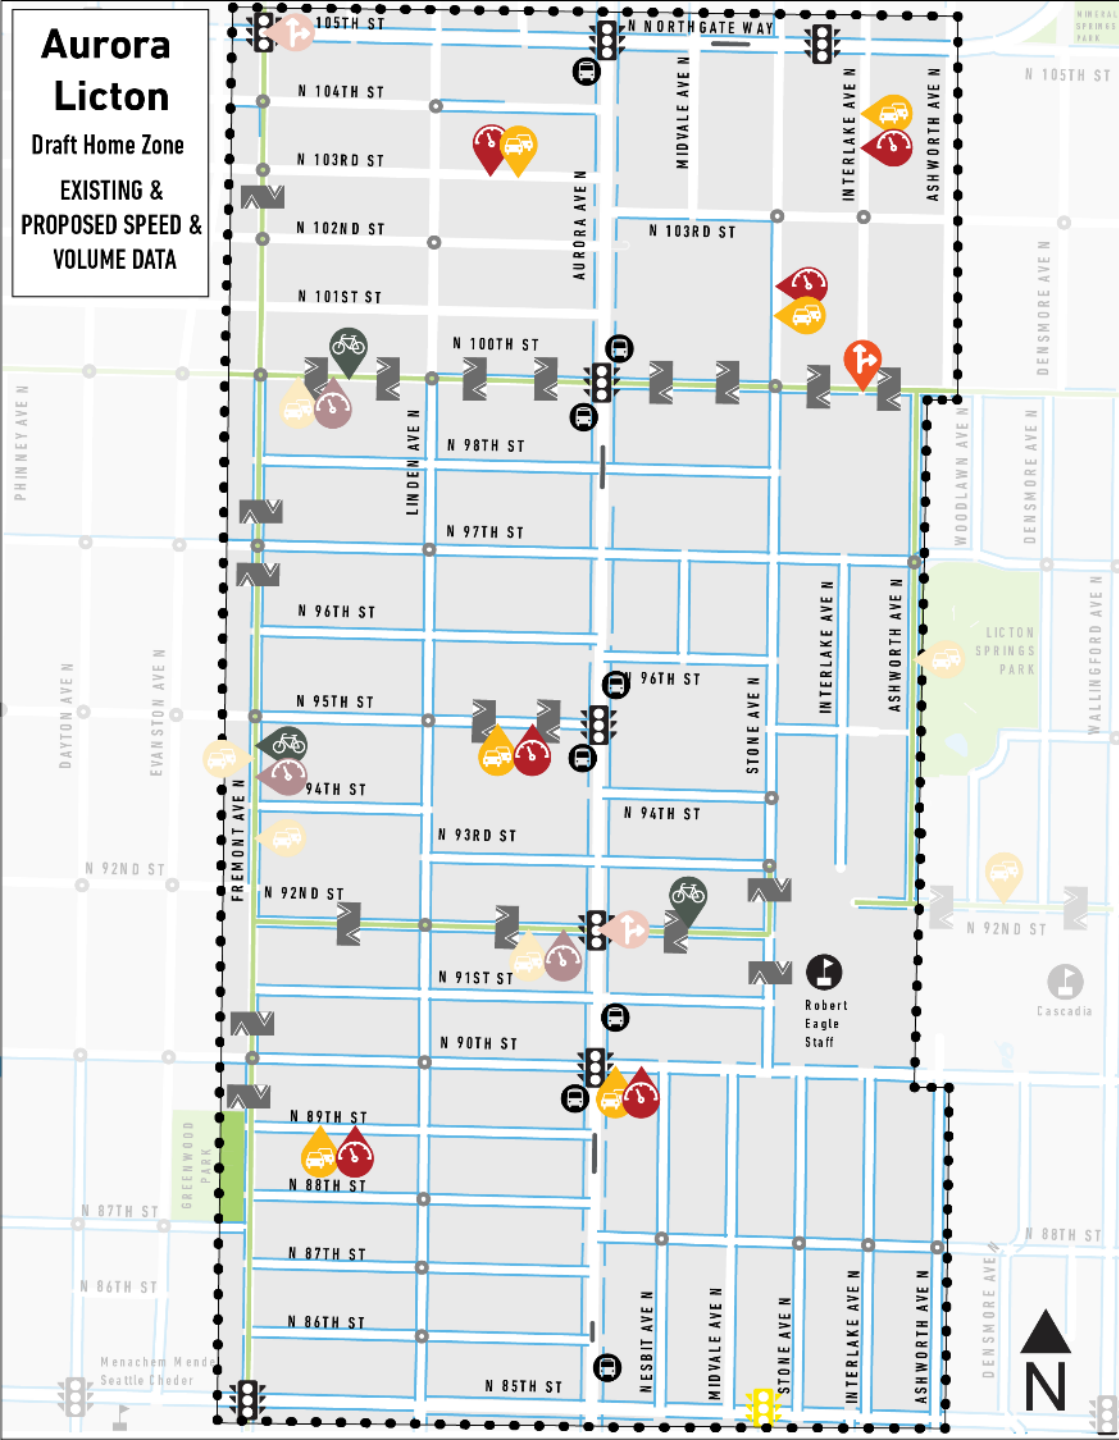 Aurora
Licton
Draft Home Zone
EXISTING &
PROPOSED SPEED &
VOLUME DATA
105TH ST
N NORTHGATE WAY
MINERAL
SPRINGS
PARK
N 105TH ST
N 104TH ST
MIDVALE AVE N
INTERLAKE AVE N
ASHWORTH AVE N
N 103RD ST
AURORA AVE N
N 102ND ST
N 103RD ST
DENSMORE AVE N
N 101ST ST
N 100TH ST
PHINNEY AVE N
LINDEN AVE N
N 98TH ST
WOODLAWN AVE N
DENSMORE AVE N
N 97TH ST
N 96TH ST
INTERLAKE AVE N
ASHWORTH AVE N
LICTON
SPRINGS
PARK
WALLINGFORD AVE N
DAYTON AVE N
EVANSTON AVE N
N 96TH ST
N 95TH ST
STONE AVE N
94TH ST
FREMONT AVE N
N 94TH ST
N 93RD ST
N 92ND ST
N 92ND ST
N 92ND ST
N 91ST ST
Robert
Eagle
Staff
Cascadia
N 90TH ST
N 89TH ST
GREENWOOD
PARK
N 88TH ST
N 87TH ST
N 88TH ST
N 87TH ST
N 86TH ST
DENSMORE AVE N
N 86TH ST
NESBIT AVE N
MIDVALE AVE N
STONE AVE N
INTERLAKE AVE N
ASHWORTH AVE N
Menachem Mende
Seattle Cheder
N 85TH ST
N